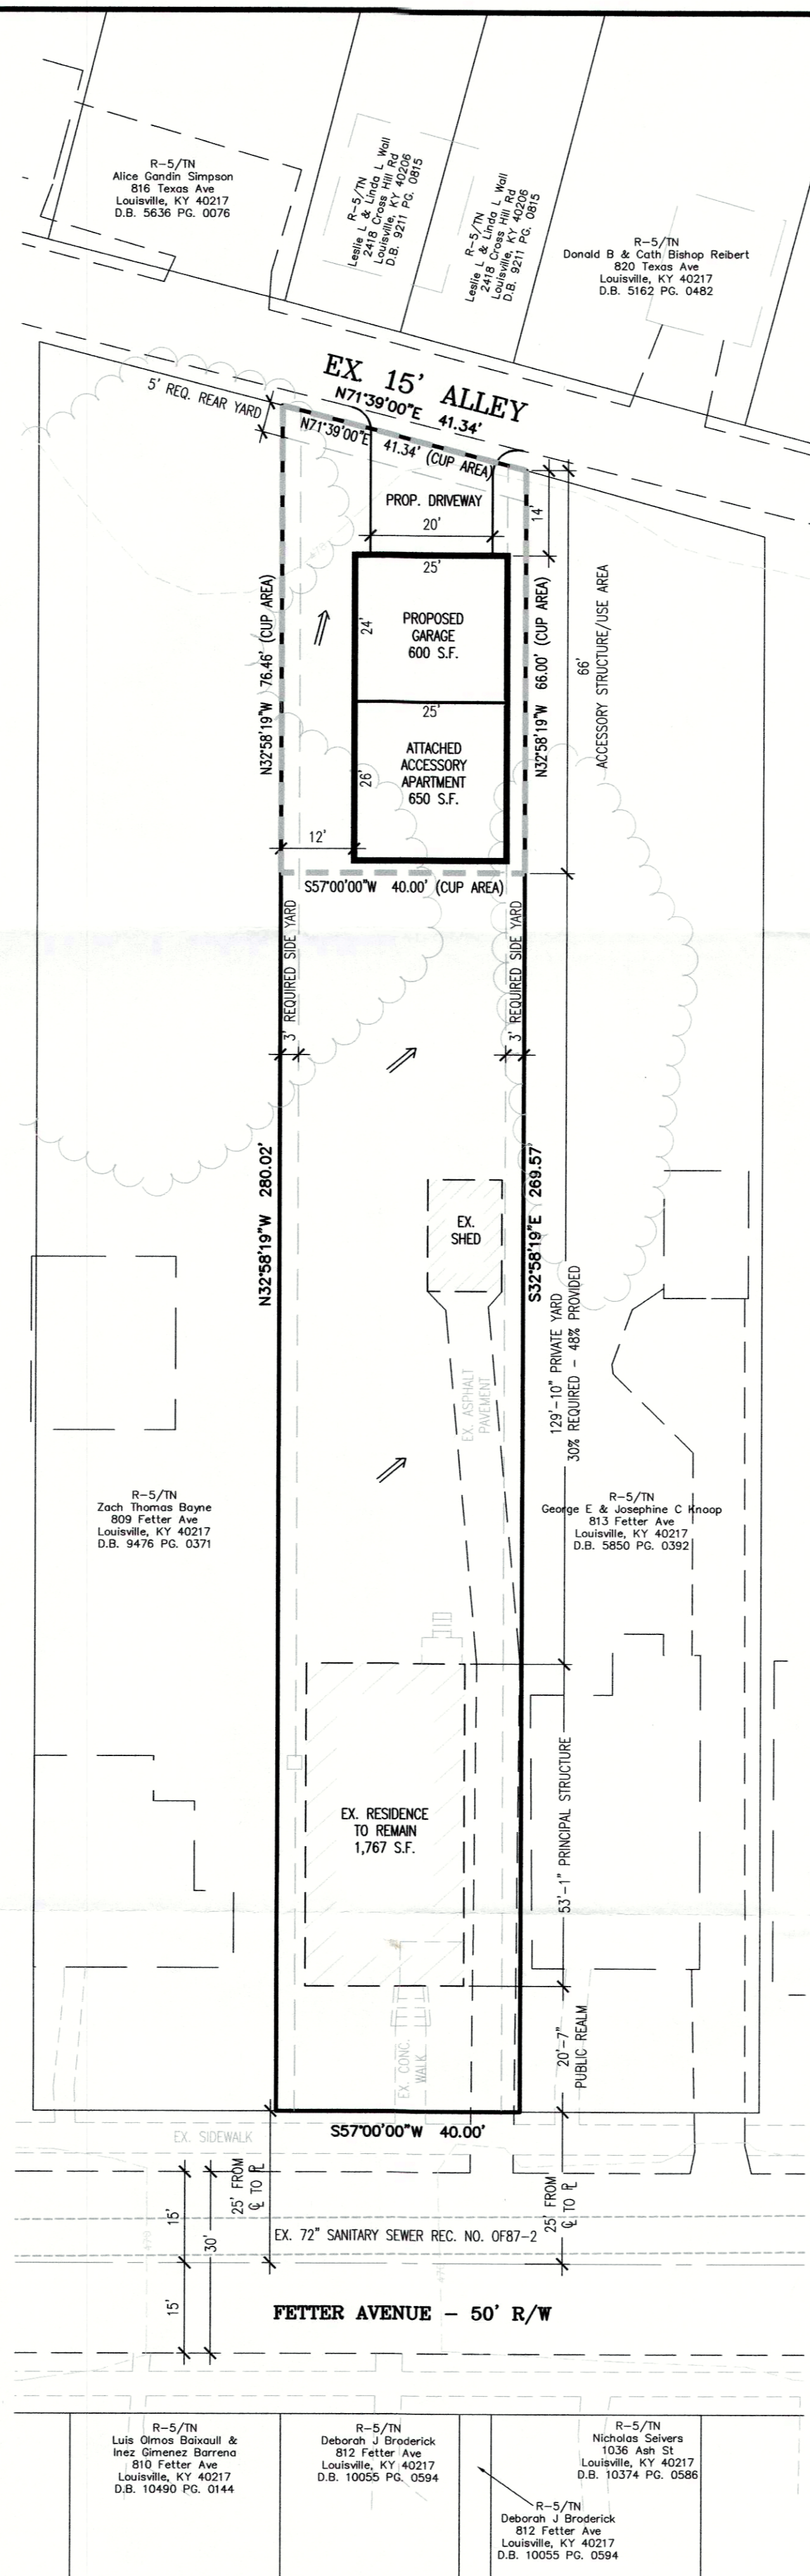 R-5/TN
Alice Gandin Simpson
816 Texas Ave
Louisville, KY 40217
D.B. 5636 PG. 0076
R-5/TN
Leslie L & Linda L Wall
2418 Cross Hill Rd
Louisville, KY 40206
D.B. 9211 PG. 0815
R-5/TN
Leslie L & Linda L Wall
2418 Cross Hill Rd
Louisville, KY 40206
D.B. 9211 PG. 0815
R-5/TN
Donald B & Cath Bishop Reibert
820 Texas Ave
Louisville, KY 40217
D.B. 5162 PG. 0482
EX. 15' ALLEY
N71°39'00"E 41.34'
5' REQ. REAR YARD
N71°39'00"E 41.34' (CUP AREA)
PROP. DRIVEWAY
20'
14'
25'
24'
PROPOSED
GARAGE
600 S.F.
N32°58'19"W 76.46' (CUP AREA)
N32°58'19"W 66.00' (CUP AREA)
66'
ACCESSORY STRUCTURE/USE AREA
25'
ATTACHED
ACCESSORY
APARTMENT
650 S.F.
26'
12'
S57°00'00"W 40.00' (CUP AREA)
3' REQUIRED SIDE YARD
3' REQUIRED SIDE YARD
N32°58'19"W 280.02'
S32°58'19"E 269.57'
EX.
SHED
129'-10" PRIVATE YARD
30% REQUIRED - 48% PROVIDED
EX. ASPHALT
PAVEMENT
R-5/TN
Zach Thomas Bayne
809 Fetter Ave
Louisville, KY 40217
D.B. 9476 PG. 0371
R-5/TN
George E & Josephine C Knoop
813 Fetter Ave
Louisville, KY 40217
D.B. 5850 PG. 0392
EX. RESIDENCE
TO REMAIN
1,767 S.F.
53'-1" PRINCIPAL STRUCTURE
20'-7"
PUBLIC REALM
EX. CONC.
WALK
S57°00'00"W 40.00'
EX. SIDEWALK
25' FROM
℄ TO ⅊
25' FROM
℄ TO ⅊
15'
30'
15'
EX. 72" SANITARY SEWER REC. NO. 0F87-2
FETTER AVENUE - 50' R/W
R-5/TN
Luis Olmos Baixaull &
Inez Gimenez Barrena
810 Fetter Ave
Louisville, KY 40217
D.B. 10490 PG. 0144
R-5/TN
Deborah J Broderick
812 Fetter Ave
Louisville, KY 40217
D.B. 10055 PG. 0594
R-5/TN
Nicholas Seivers
1036 Ash St
Louisville, KY 40217
D.B. 10374 PG. 0586
R-5/TN
Deborah J Broderick
812 Fetter Ave
Louisville, KY 40217
D.B. 10055 PG. 0594